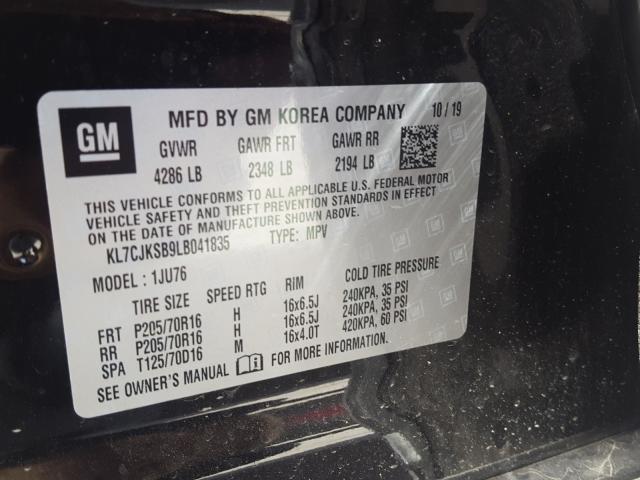 GM
MFD BY GM KOREA COMPANY 10/19
GVWR GAWR FRT GAWR RR
4286 LB 2348 LB 2194 LB
THIS VEHICLE CONFORMS TO ALL APPLICABLE U.S. FEDERAL MOTOR
VEHICLE SAFETY AND THEFT PREVENTION STANDARDS IN EFFECT
ON THE DATE OF MANUFACTURE SHOWN ABOVE.
KL7CJKSB9LB041835 TYPE: MPV
MODEL: 1JU76
TIRE SIZE SPEED RTG RIM COLD TIRE PRESSURE
FRT P205/70R16 H 16x6.5J 240KPA, 35 PSI
RR P205/70R16 H 16x6.5J 240KPA, 35 PSI
SPA T125/70D16 M 16x4.0T 420KPA, 60 PSI
SEE OWNER'S MANUAL FOR MORE INFORMATION.